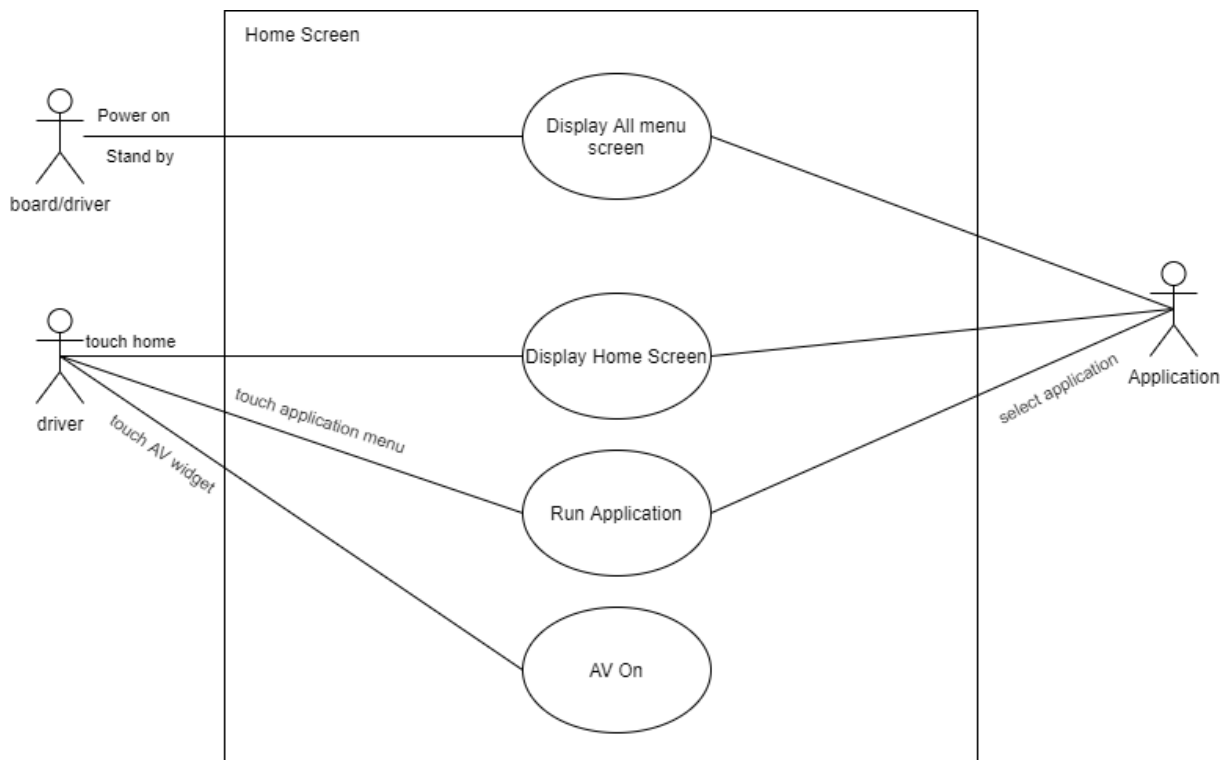 Home Screen
Power on
Stand by
board/driver
Display All menu
screen
touch home
driver
Display Home Screen
Application
touch application menu
touch AV widget
select application
Run Application
AV On